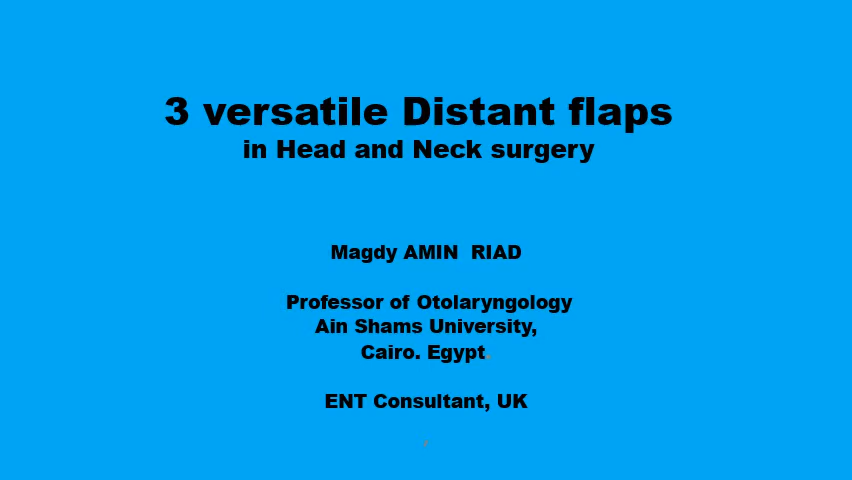 3 versatile Distant flaps
in Head and Neck surgery
Magdy AMIN RIAD
Professor of Otolaryngology
Ain Shams University,
Cairo. Egypt
ENT Consultant, UK